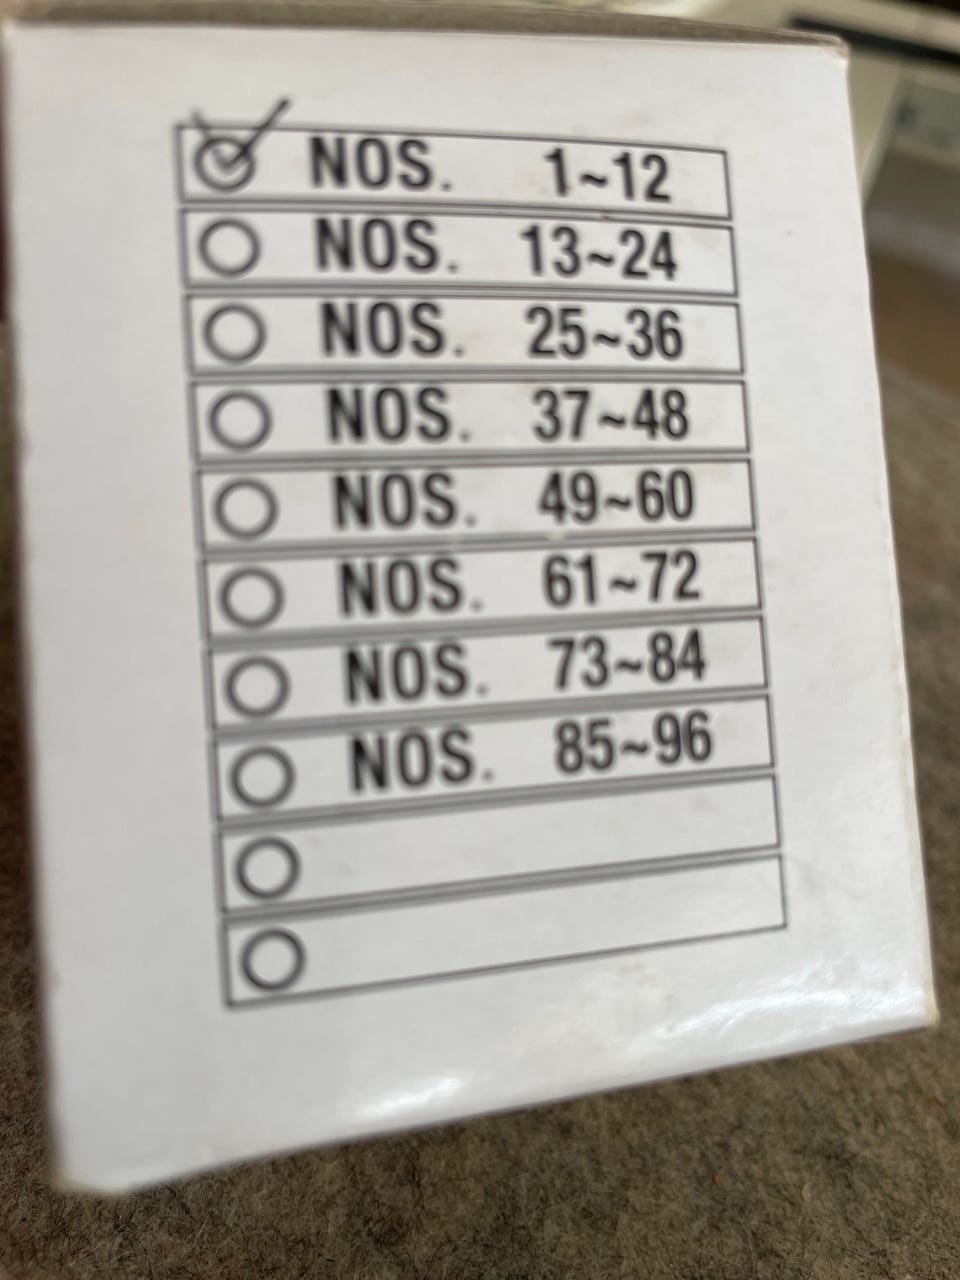 NOS. 1~12
NOS. 13~24
NOS. 25~36
NOS. 37~48
NOS. 49~60
NOS. 61~72
NOS. 73~84
NOS. 85~96